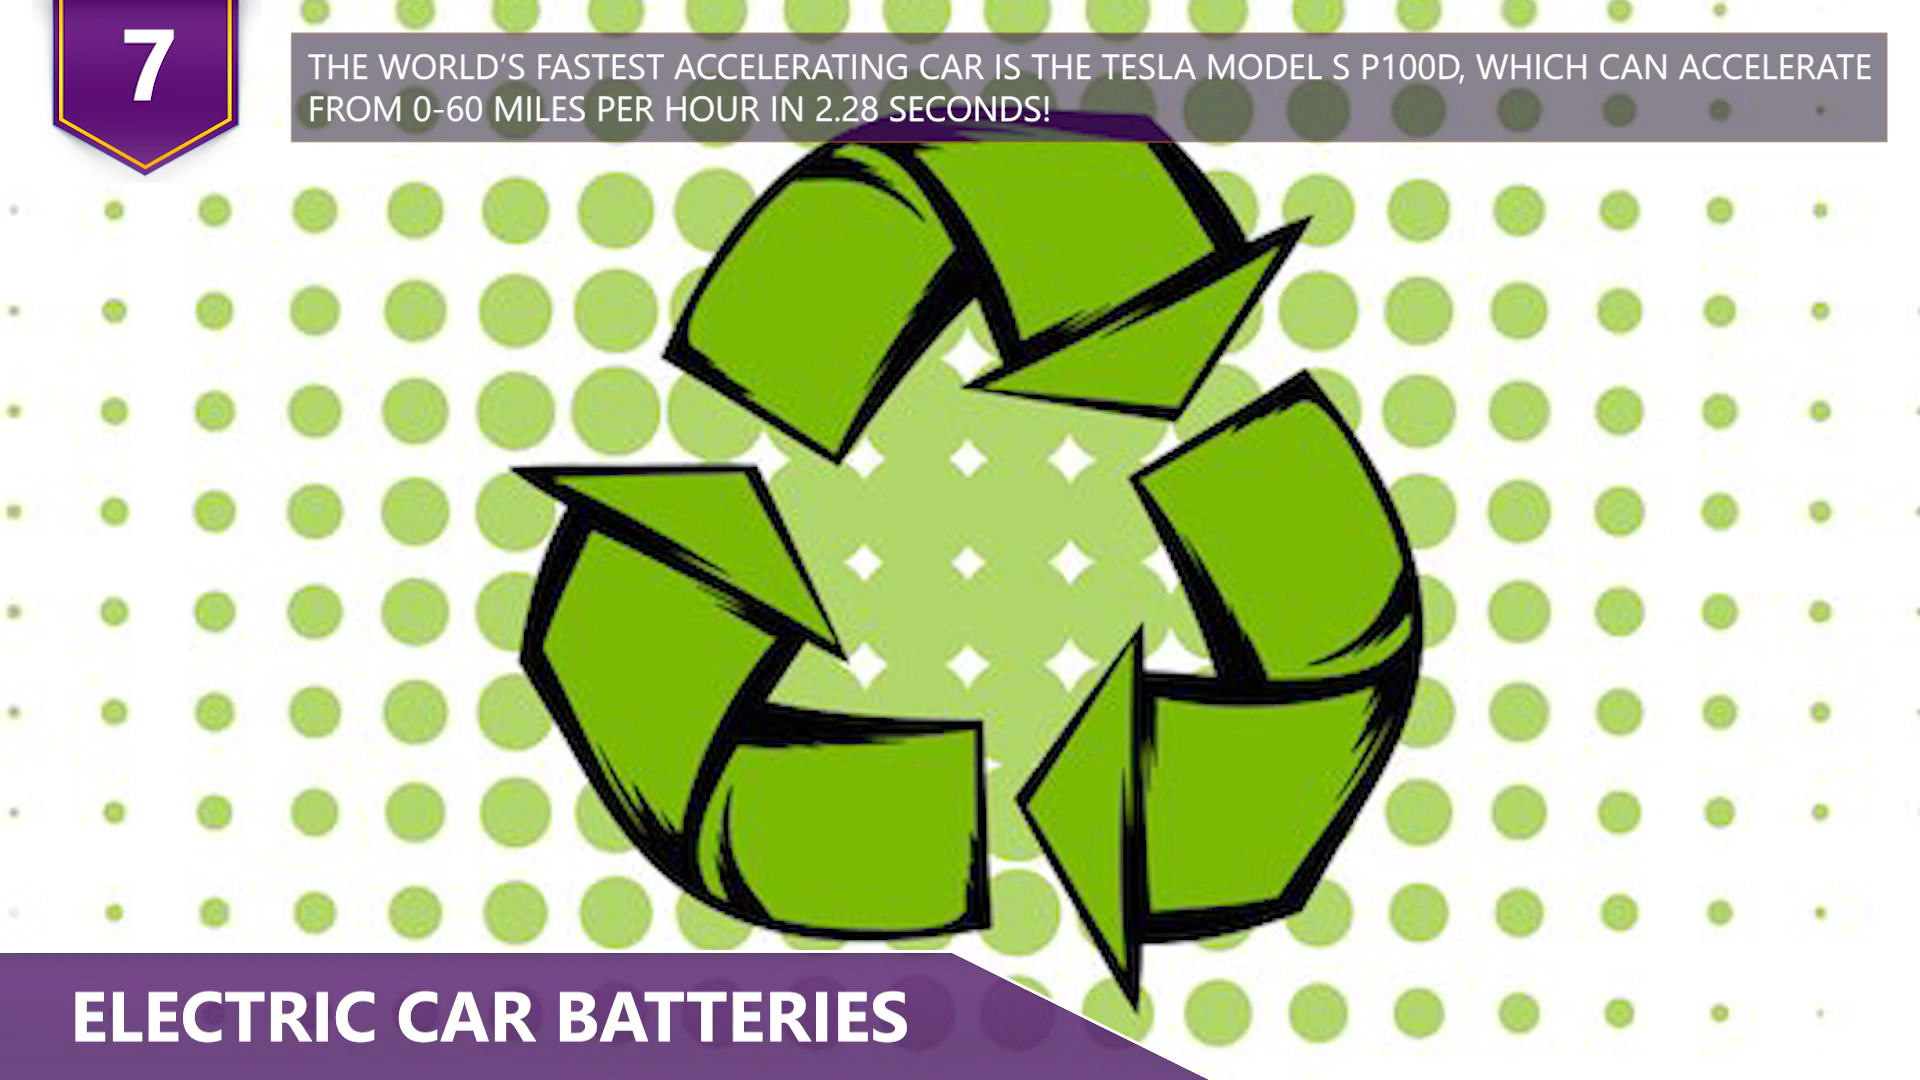 7
THE WORLD’S FASTEST ACCELERATING CAR IS THE TESLA MODEL S P100D, WHICH CAN ACCELERATE
FROM 0-60 MILES PER HOUR IN 2.28 SECONDS!
ELECTRIC CAR BATTERIES